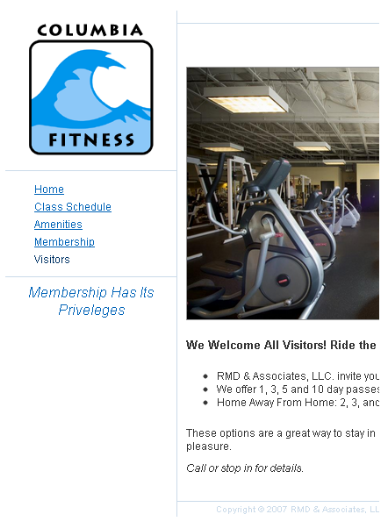 COLUMBIA
FITNESS
Home
Class Schedule
Amenities
Membership
Visitors
Membership Has Its
Priveleges
We Welcome All Visitors! Ride the
RMD & Associates, LLC. invite you
We offer 1, 3, 5 and 10 day passes
Home Away From Home: 2, 3, and
These options are a great way to stay in
pleasure.
Call or stop in for details.
Copyright © 2007 RMD & Associates, LL